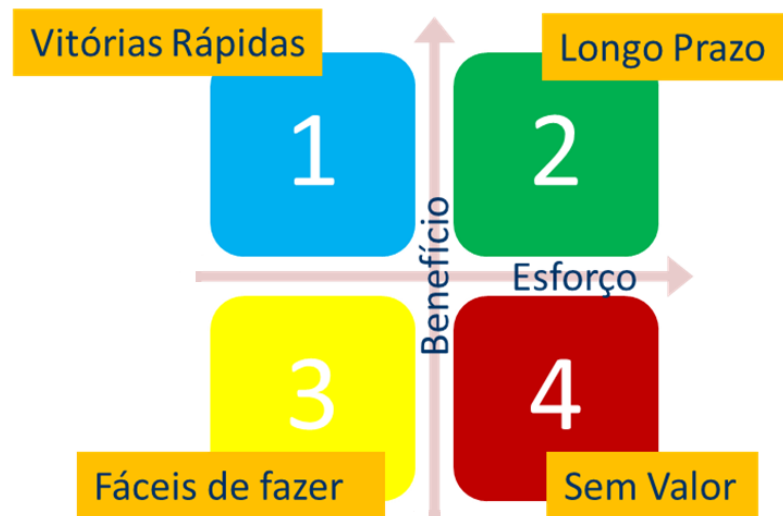 Vitórias Rápidas
Longo Prazo
1
2
Benefício
Esforço
3
4
Fáceis de fazer
Sem Valor